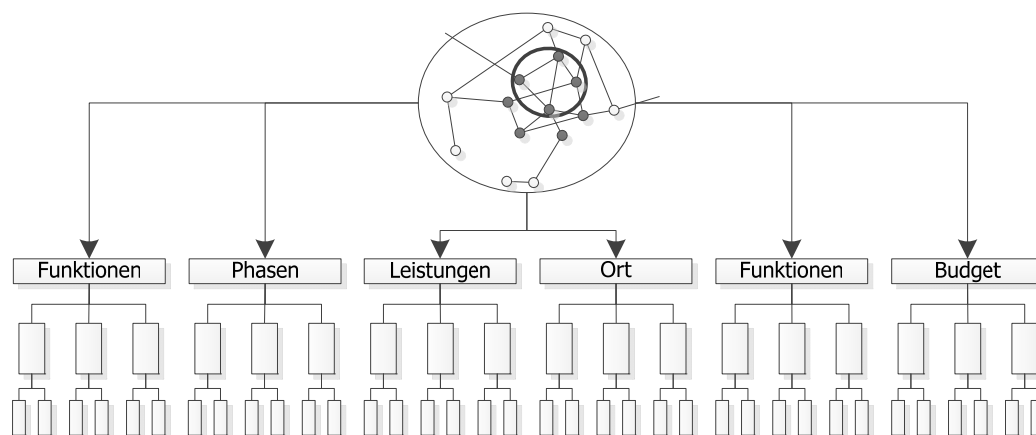 Funktionen
Phasen
Leistungen
Ort
Funktionen
Budget